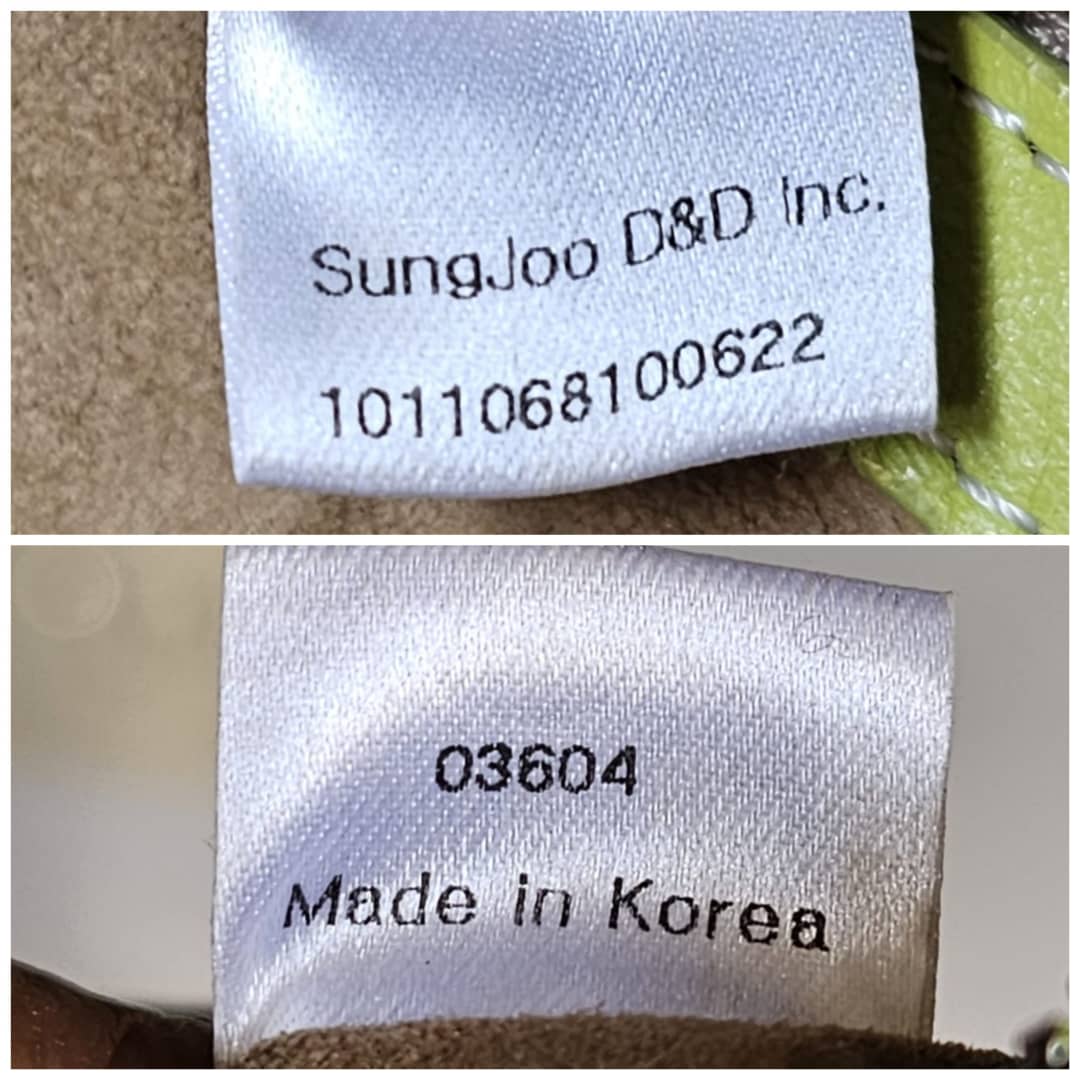 SungJoo D&D Inc.
1011068100622
03604
Made in Korea